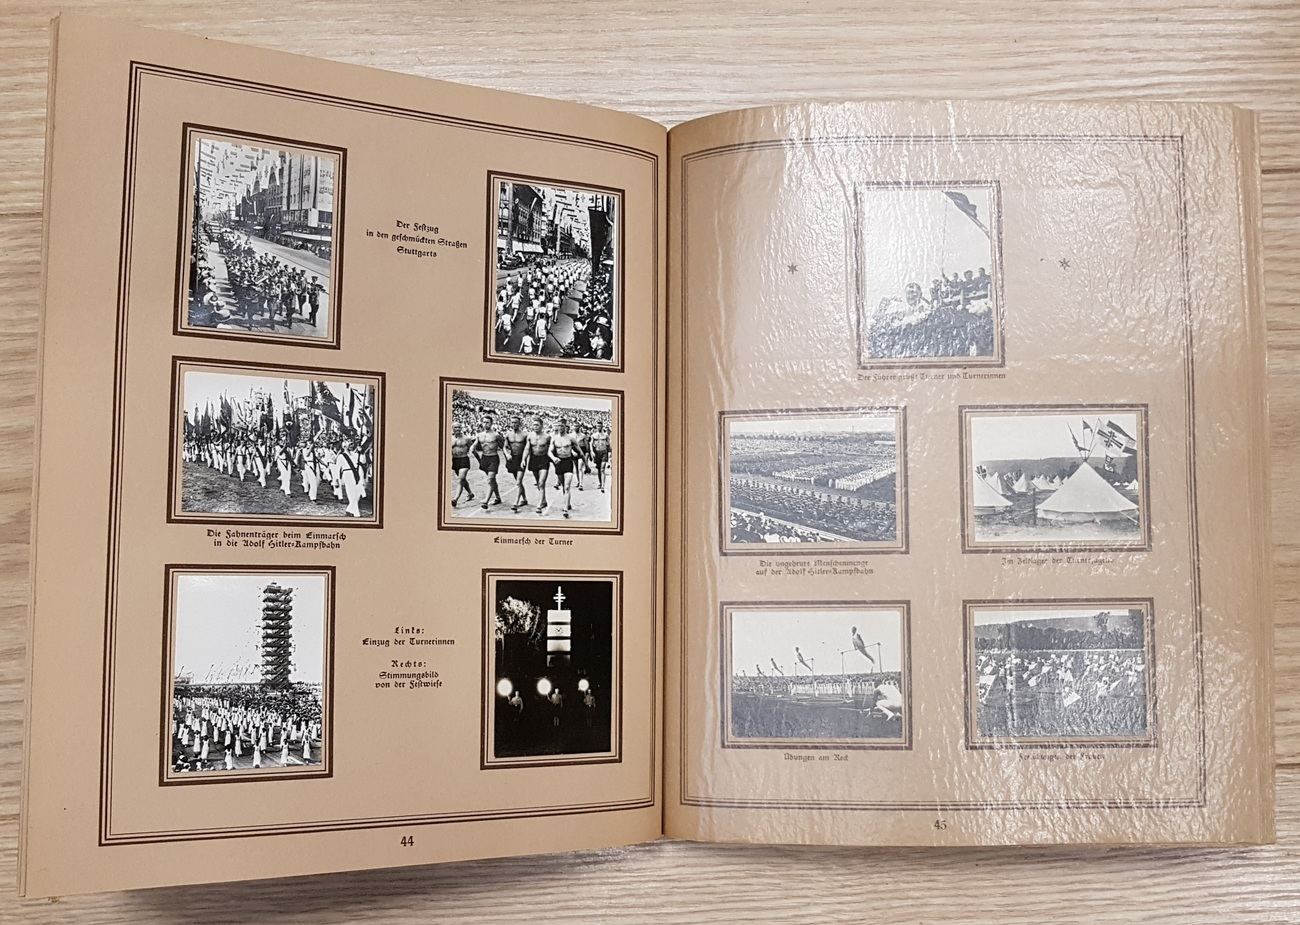 Der Festzug
in den geschmückten Straßen
Stuttgarts
Die Fahnenträger beim Einmarsch
in die Adolf Hitler-Kampfbahn
Einmarsch der Turner
Links:
Einzug der Turnerinnen
Rechts:
Stimmungsbild
von der Festwiese
44
Der Führer grüßt Turner und Turnerinnen
Die ungeheure Menschenmenge
auf der Adolf Hitler-Kampfbahn
Im Zeltlager der Turnerjugend
Übungen am Reck
der Frauen
45